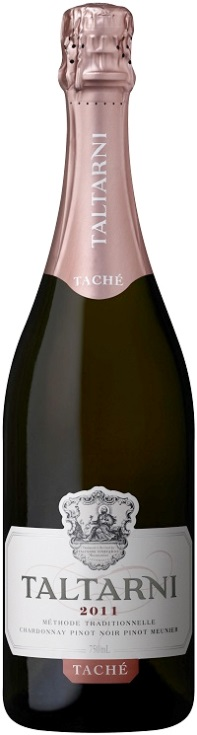 TALTARNI
TACHÉ
TALTARNI
2011
MÉTHODE TRADITIONNELLE
CHARDONNAY PINOT NOIR PINOT MEUNIER
750mL
TACHÉ